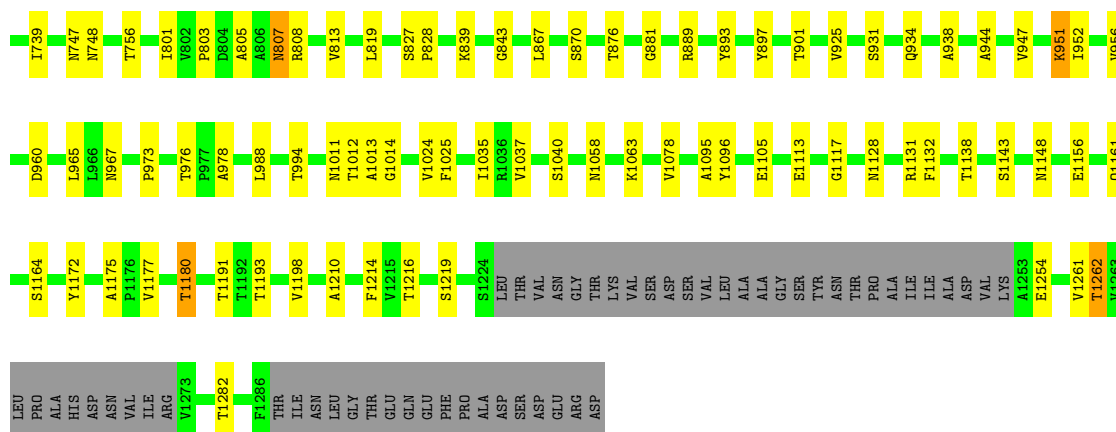 I739 N747 N748 T756 I801 V802 P803 D804 A805 A806 N807 R808 V813 L819 S827 P828 K839 G843 L867 S870 T876 G881 R889 Y893 Y897 T901 V925 S931 Q934 A938 A944 V947 K951 I952
D960 L965 L966 N967 P973 T976 P977 A978 L988 T994 N1011 T1012 A1013 G1014 V1024 F1025 I1035 R1036 V1037 S1040 N1058 K1063 V1078 A1095 Y1096 E1105 E1113 G1117 N1128 R1131 F1132 T1138 S1143 N1148 E1156 Q1161
S1164 Y1172 A1175 P1176 V1177 T1180 T1191 T1192 T1193 V1198 A1210 F1214 V1215 T1216 S1219 S1224 LEU THR VAL ASN GLY THR LYS VAL SER ASP SER VAL LEU ALA ALA GLY SER TYR ASN THR PRO ALA ILE ILE ALA ASP VAL LYS A1253 E1254 V1261 T1262
LEU PRO ALA HIS ASP ASN VAL ILE ARG V1273 T1282 F1286 THR ILE ASN LEU GLY THR GLU GLN GLU PHE PRO ALA ASP SER ASP GLU ARG ASP